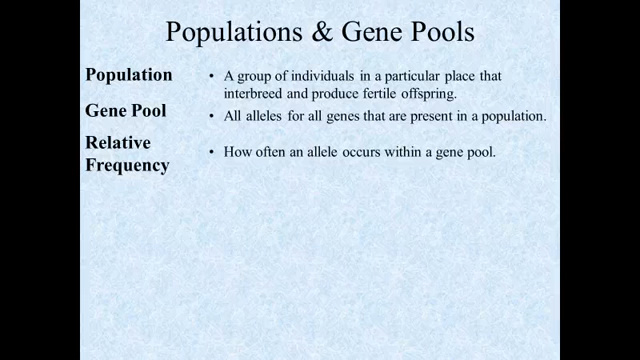 Populations & Gene Pools
Population
• A group of individuals in a particular place that
interbreed and produce fertile offspring.
Gene Pool
• All alleles for all genes that are present in a population.
Relative
Frequency
• How often an allele occurs within a gene pool.